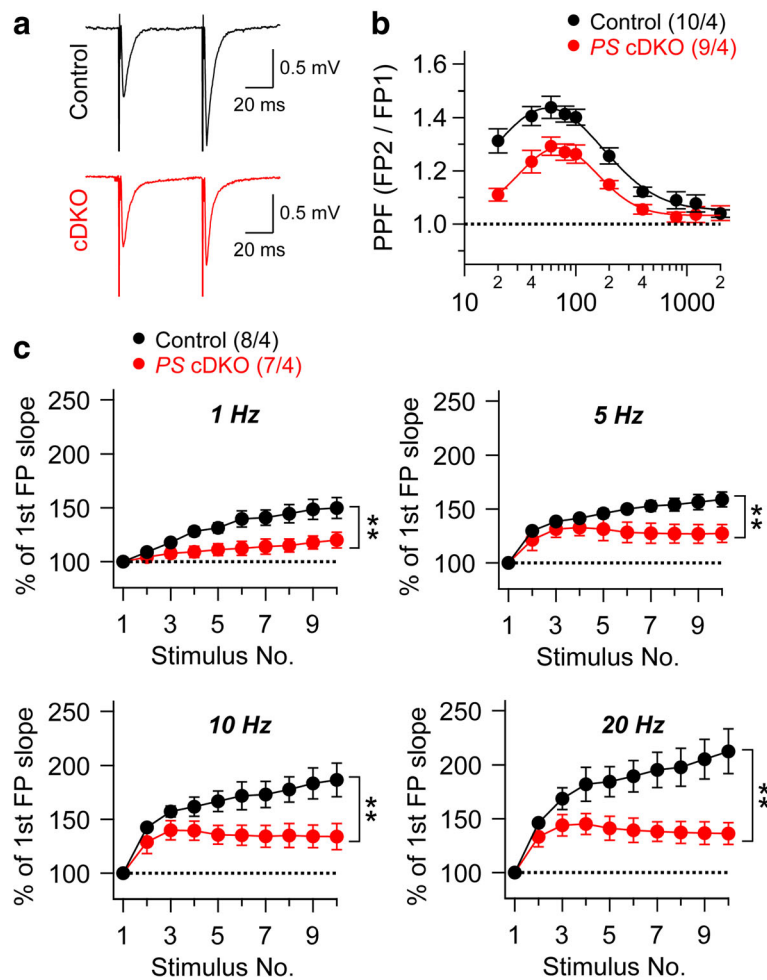 a
Control
0.5 mV
20 ms
cDKO
0.5 mV
20 ms
b
Control (10/4)
PS cDKO (9/4)
PPF (FP2 / FP1)
1.6
1.4
1.2
1.0
2 4 2 4 2
10 100 1000
c
Control (8/4)
PS cDKO (7/4)
1 Hz
% of 1st FP slope
250
200
150
100
**
1 3 5 7 9
Stimulus No.
5 Hz
% of 1st FP slope
250
200
150
100
**
1 3 5 7 9
Stimulus No.
10 Hz
% of 1st FP slope
250
200
150
100
**
1 3 5 7 9
Stimulus No.
20 Hz
% of 1st FP slope
250
200
150
100
**
1 3 5 7 9
Stimulus No.